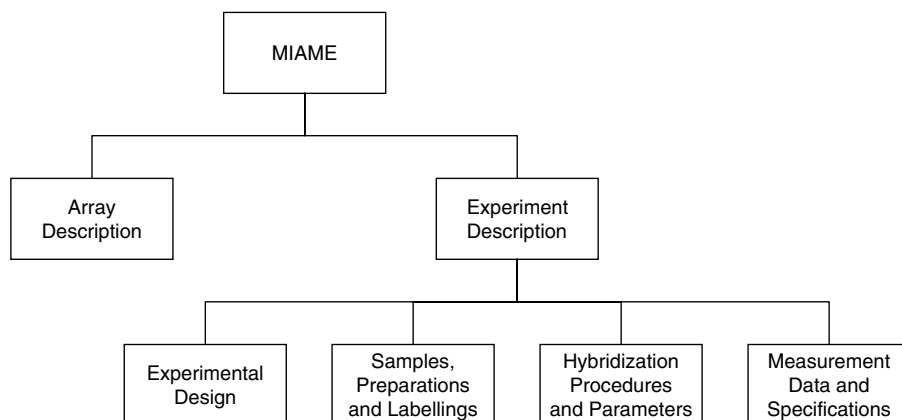 MIAME
Array
Description
Experiment
Description
Experimental
Design
Samples,
Preparations
and Labellings
Hybridization
Procedures
and Parameters
Measurement
Data and
Specifications